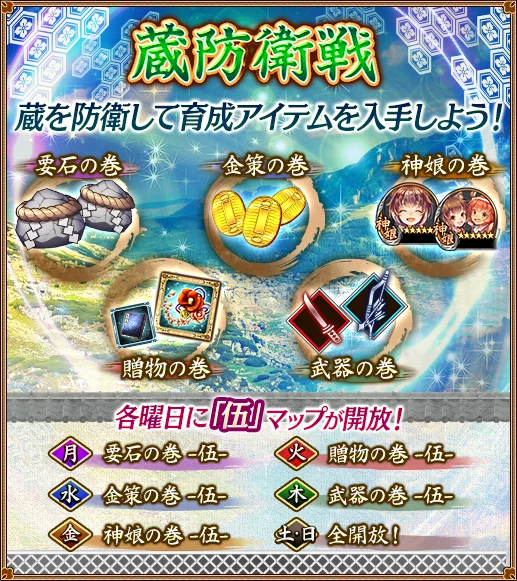 蔵防衛戦
蔵を防衛して育成アイテムを入手しよう!
要石の巻 金策の巻 神娘の巻
神娘 神娘
贈物の巻 武器の巻
各曜日に「伍」マップが開放!
月 要石の巻 -伍- 火 贈物の巻 -伍-
水 金策の巻 -伍- 木 武器の巻 -伍-
金 神娘の巻 -伍- 土・日 全開放!